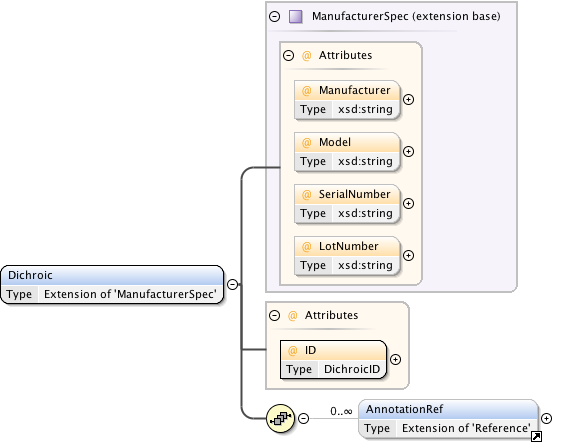 ManufacturerSpec (extension base)
@ Attributes
@ Manufacturer
Type xsd:string
@ Model
Type xsd:string
@ SerialNumber
Type xsd:string
@ LotNumber
Type xsd:string
Dichroic
Type Extension of 'ManufacturerSpec'
@ Attributes
@ ID
Type DichroicID
0..∞
AnnotationRef
Type Extension of 'Reference'